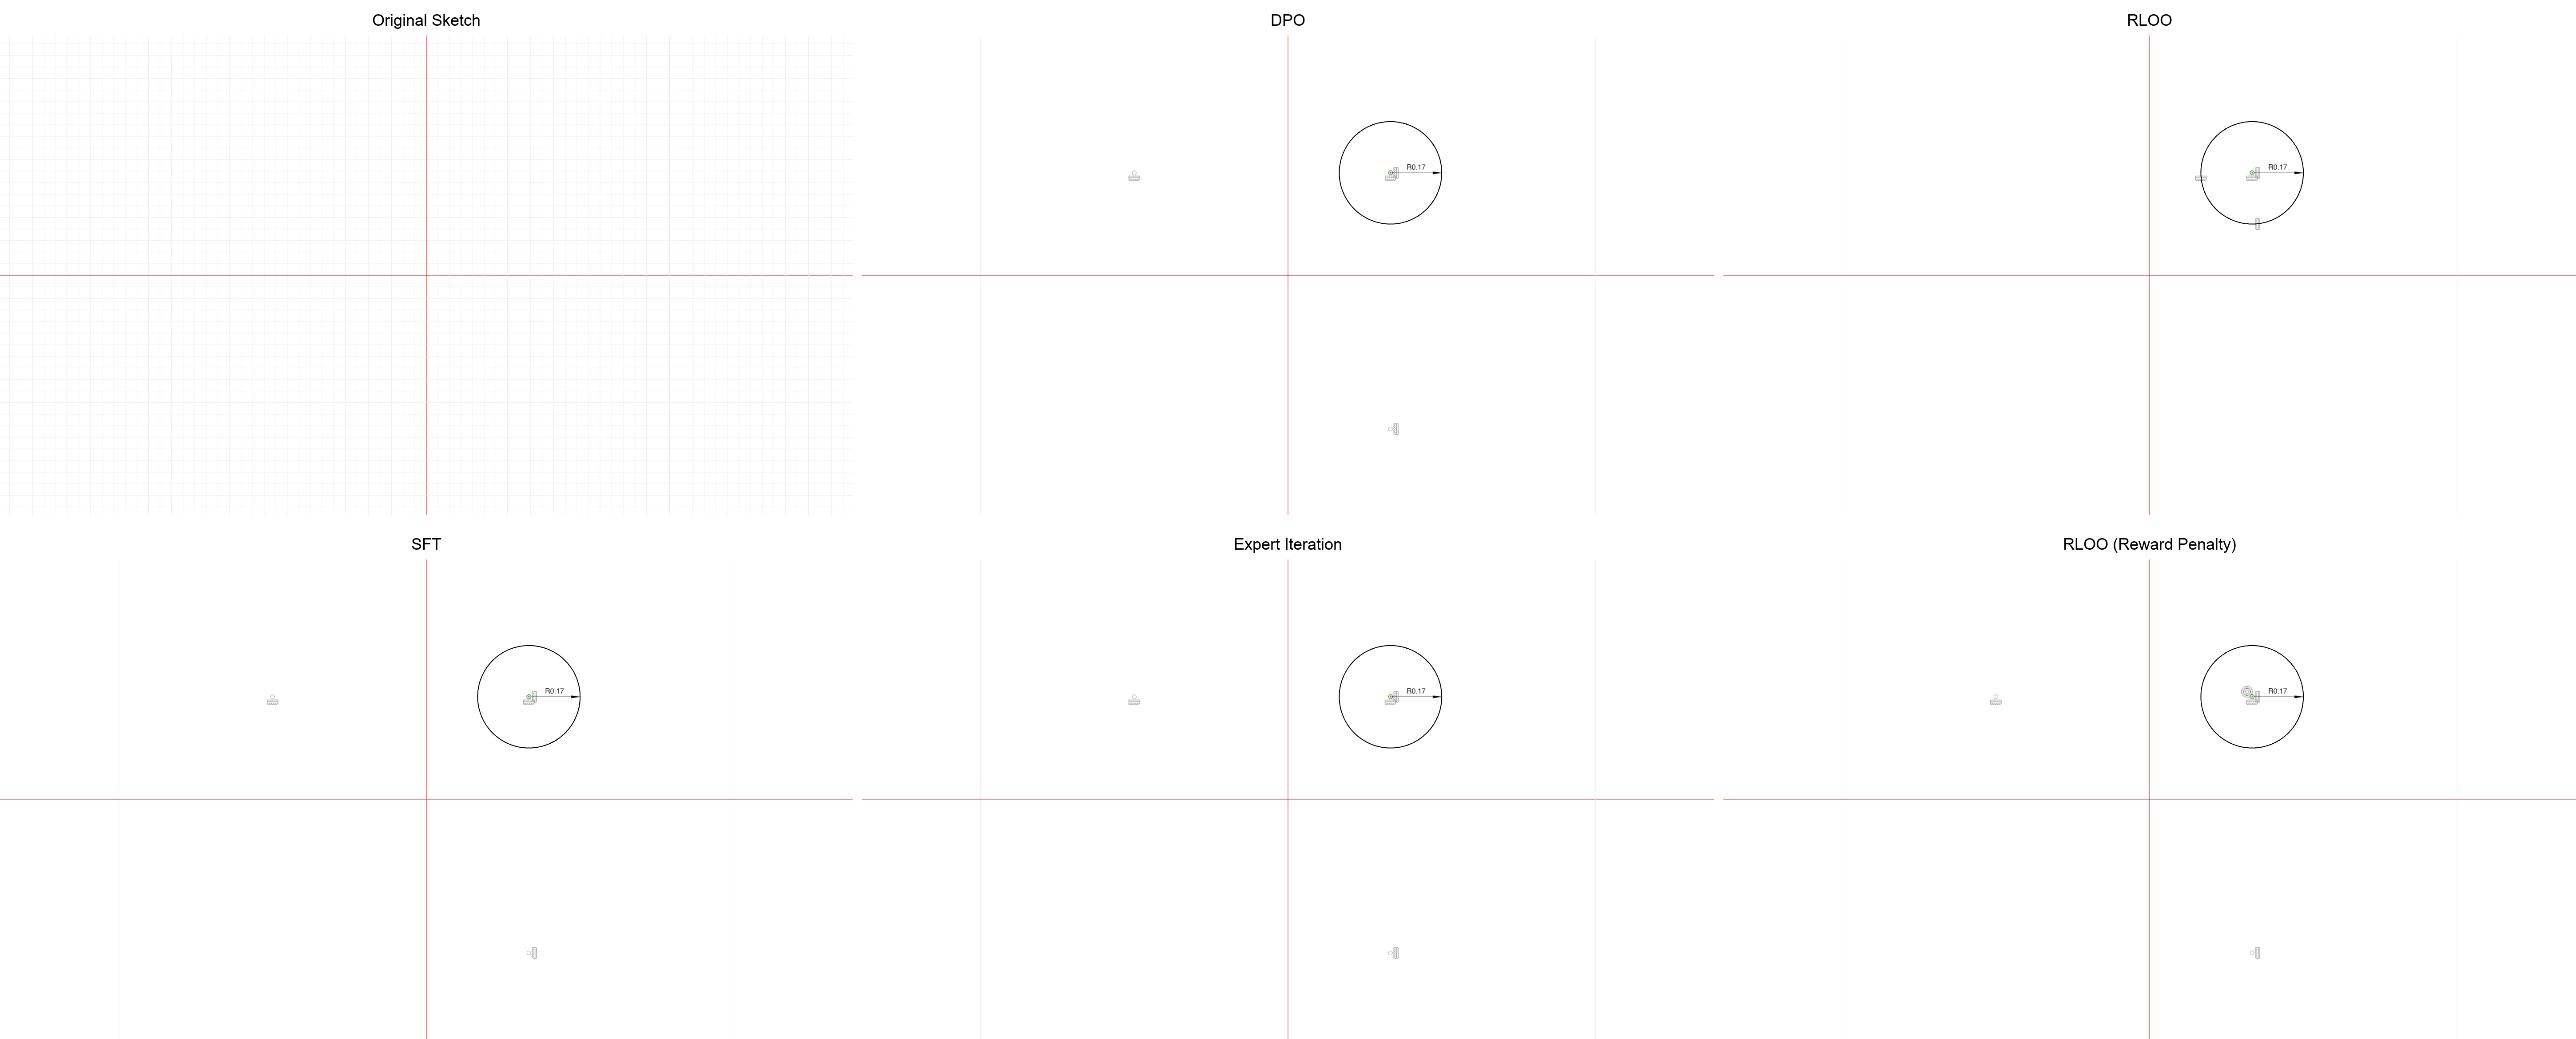 Original Sketch
DPO
RLOO
R0.17
R0.17
SFT
Expert Iteration
RLOO (Reward Penalty)
R0.17
R0.17
R0.17